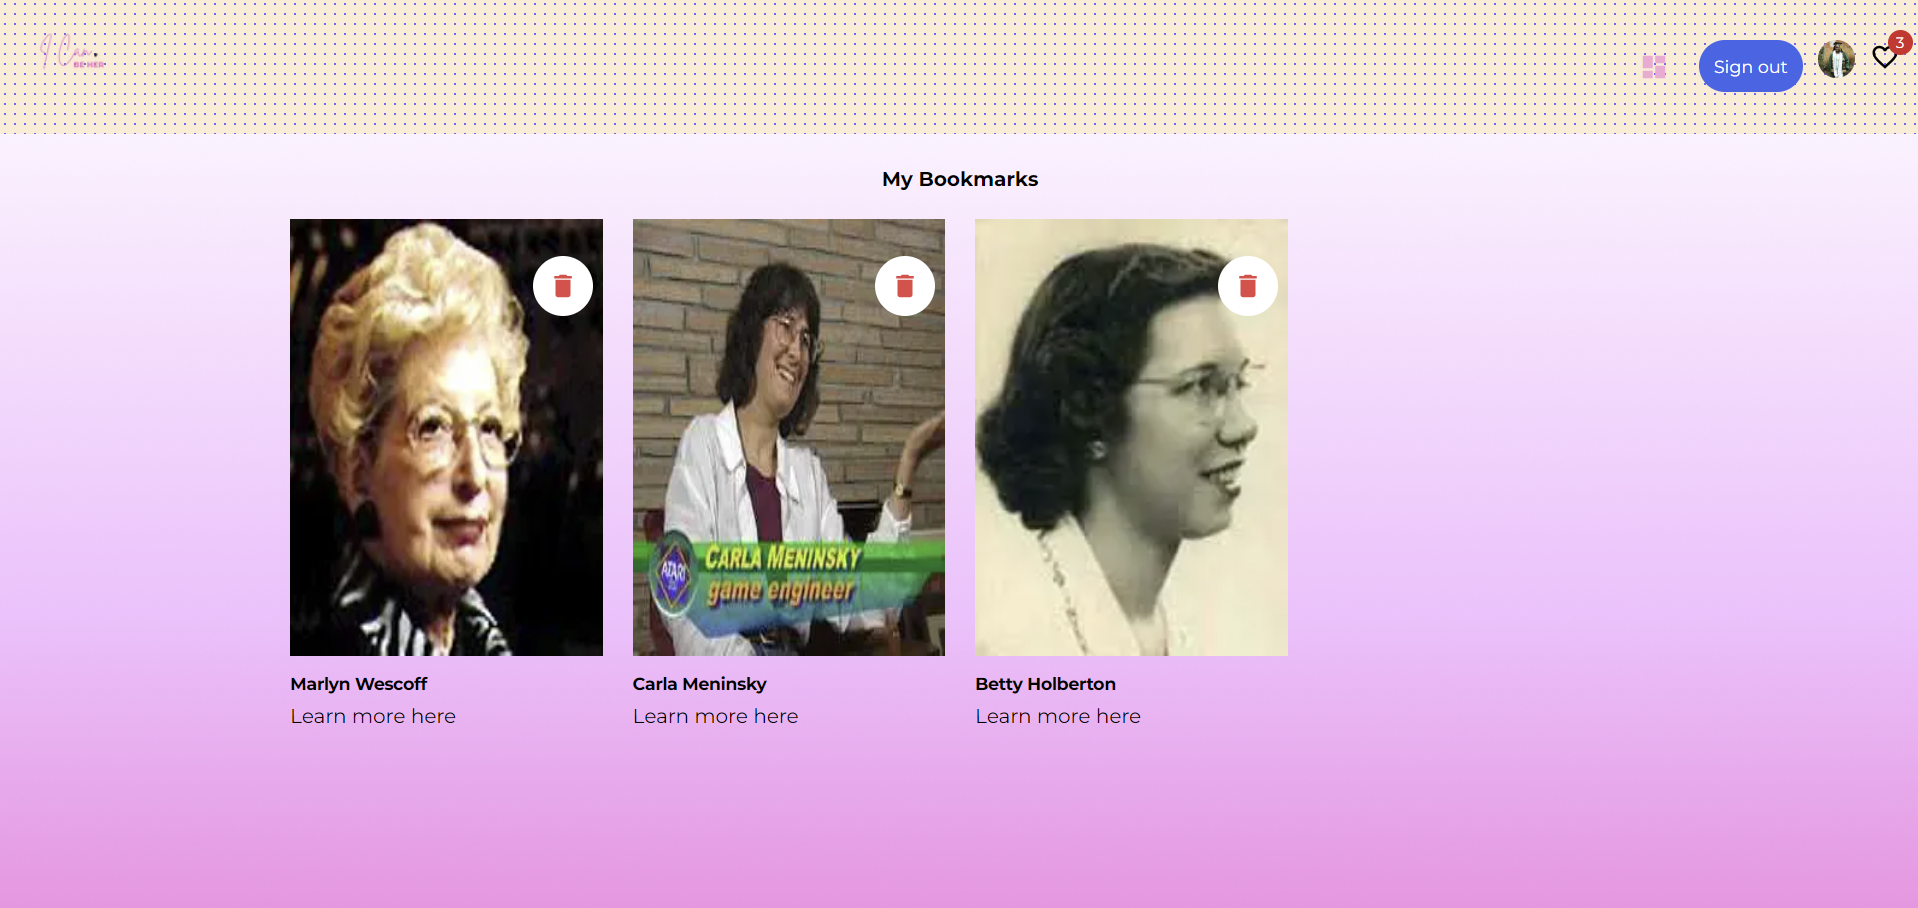 I Can.
BE HER
Sign out
3
My Bookmarks
CARLA MENINSKY
ATARI
game engineer
Marlyn Wescoff
Carla Meninsky
Betty Holberton
Learn more here
Learn more here
Learn more here